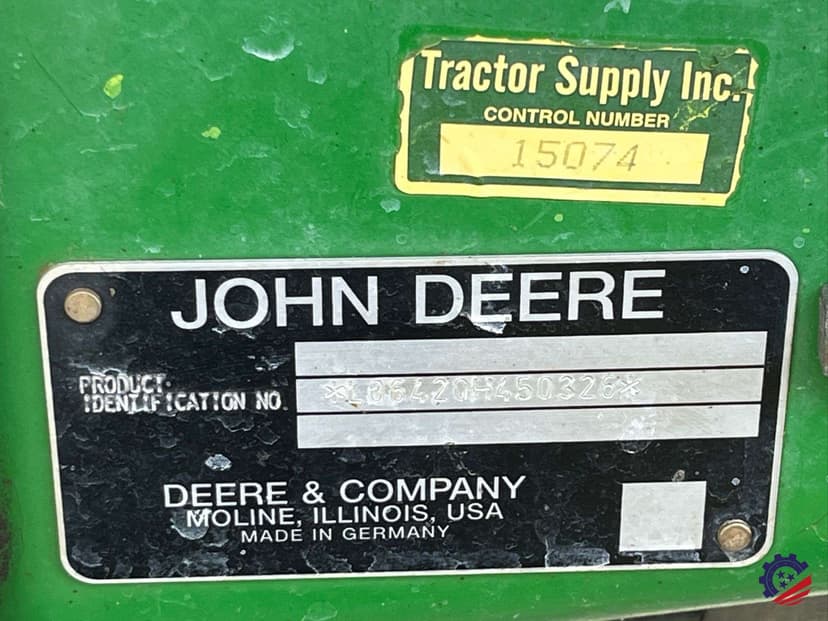 Tractor Supply Inc.
CONTROL NUMBER
15074
JOHN DEERE
PRODUCT
IDENTIFICATION NO.
*L06420H450326*
DEERE & COMPANY
MOLINE, ILLINOIS, USA
MADE IN GERMANY